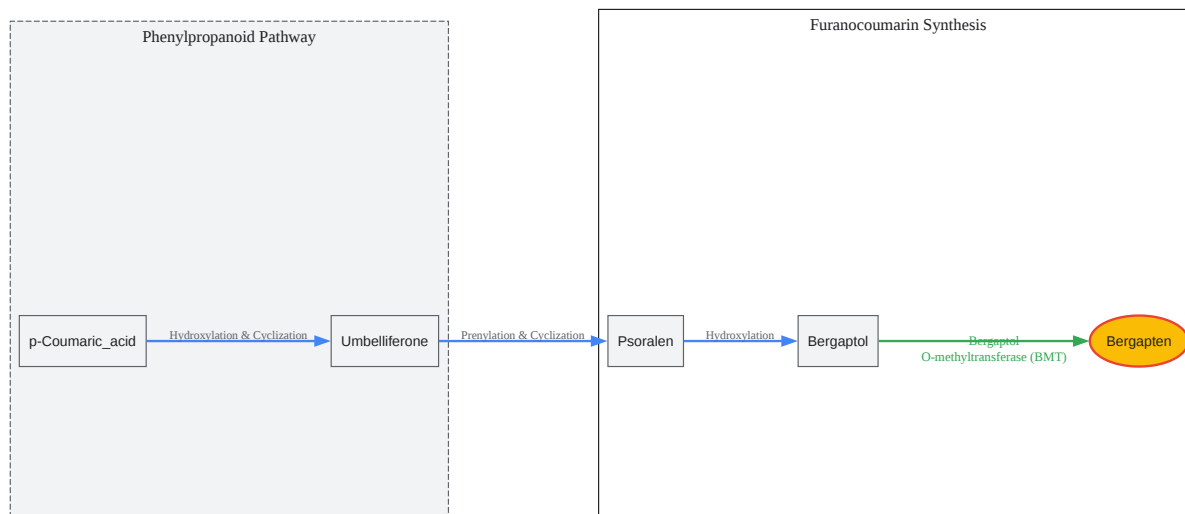 Phenylpropanoid Pathway
Furanocoumarin Synthesis
p-Coumaric_acid
Hydroxylation & Cyclization
Umbelliferone
Prenylation & Cyclization
Psoralen
Hydroxylation
Bergaptol
Bergaptol
O-methyltransferase (BMT)
Bergapten